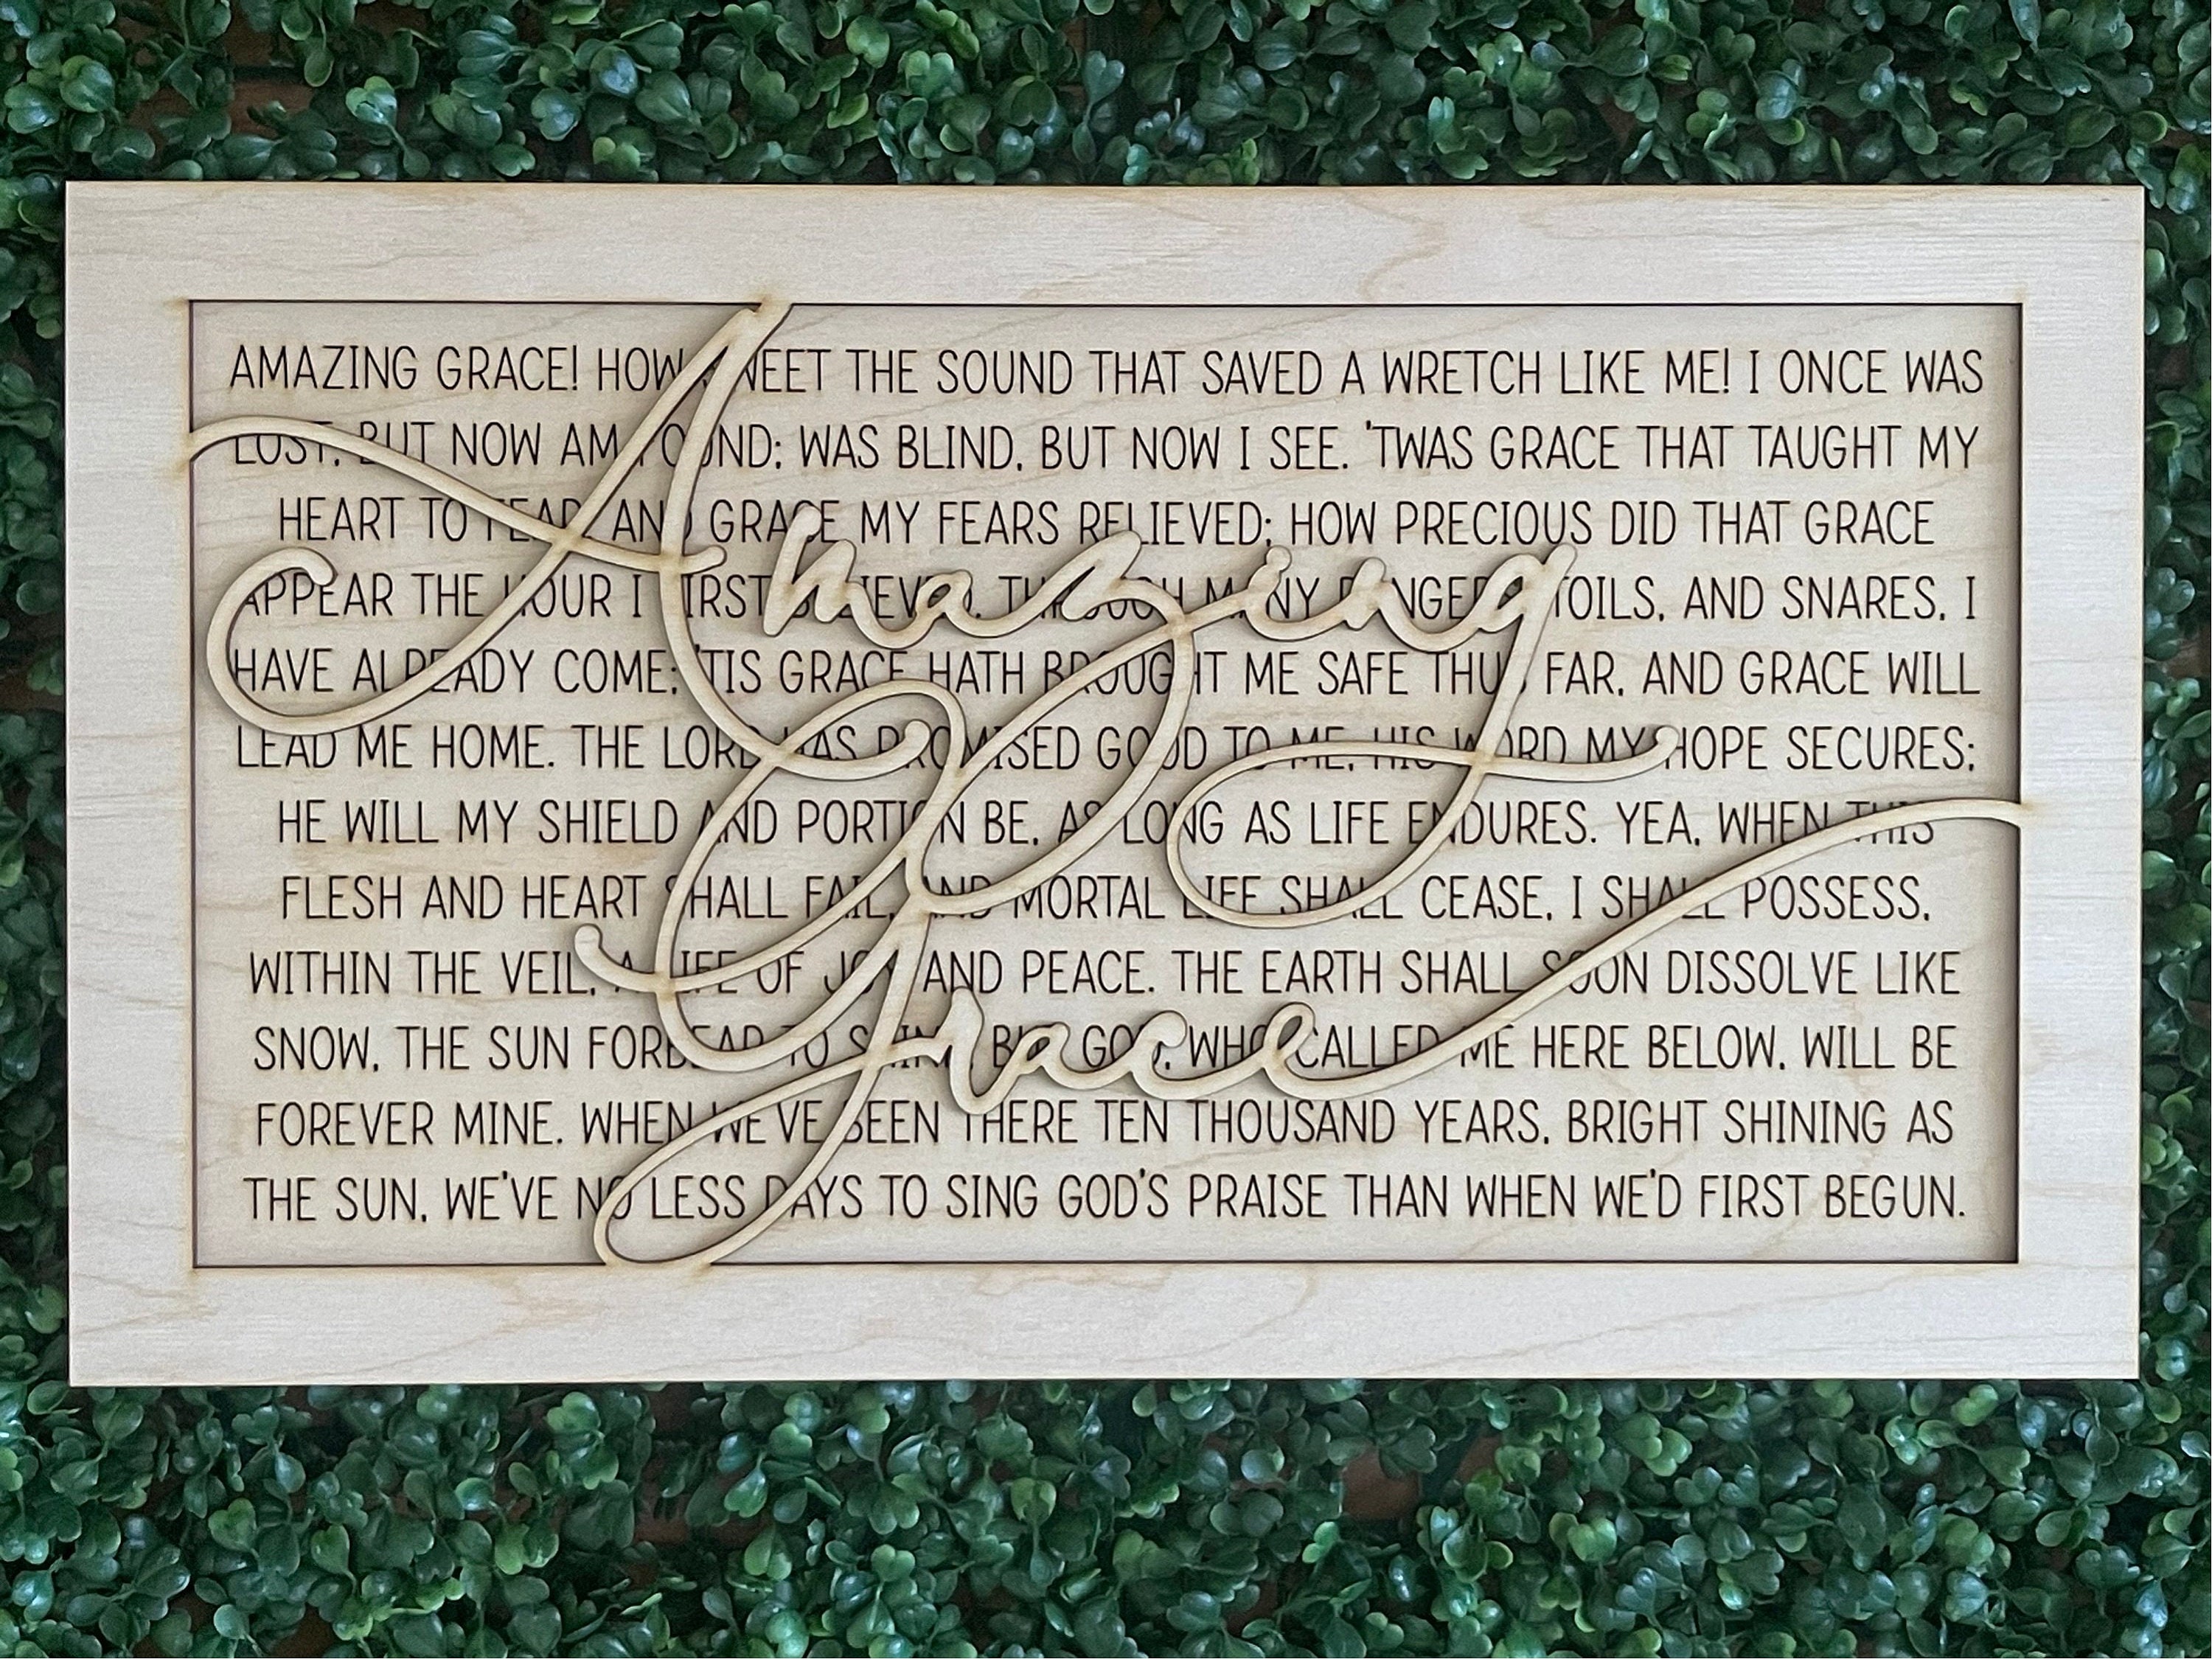 AMAZING GRACE! HOW SWEET THE SOUND THAT SAVED A WRETCH LIKE ME! I ONCE WAS
LOST, BUT NOW AM FOUND; WAS BLIND, BUT NOW I SEE. 'TWAS GRACE THAT TAUGHT MY
HEART TO FEAR, AND GRACE MY FEARS RELIEVED; HOW PRECIOUS DID THAT GRACE
APPEAR THE HOUR I FIRST BELIEVED. THROUGH MANY DANGERS, TOILS, AND SNARES, I
HAVE ALREADY COME; 'TIS GRACE HATH BROUGHT ME SAFE THUS FAR, AND GRACE WILL
LEAD ME HOME. THE LORD HAS PROMISED GOOD TO ME, HIS WORD MY HOPE SECURES;
HE WILL MY SHIELD AND PORTION BE, AS LONG AS LIFE ENDURES. YEA, WHEN THIS
FLESH AND HEART SHALL FAIL, AND MORTAL LIFE SHALL CEASE, I SHALL POSSESS,
WITHIN THE VEIL, A LIFE OF JOY AND PEACE. THE EARTH SHALL SOON DISSOLVE LIKE
SNOW, THE SUN FORBEAR TO SHINE; BUT GOD, WHO CALLED ME HERE BELOW, WILL BE
FOREVER MINE. WHEN WE'VE BEEN THERE TEN THOUSAND YEARS, BRIGHT SHINING AS
THE SUN, WE'VE NO LESS DAYS TO SING GOD'S PRAISE THAN WHEN WE'D FIRST BEGUN.
Amazing
Grace